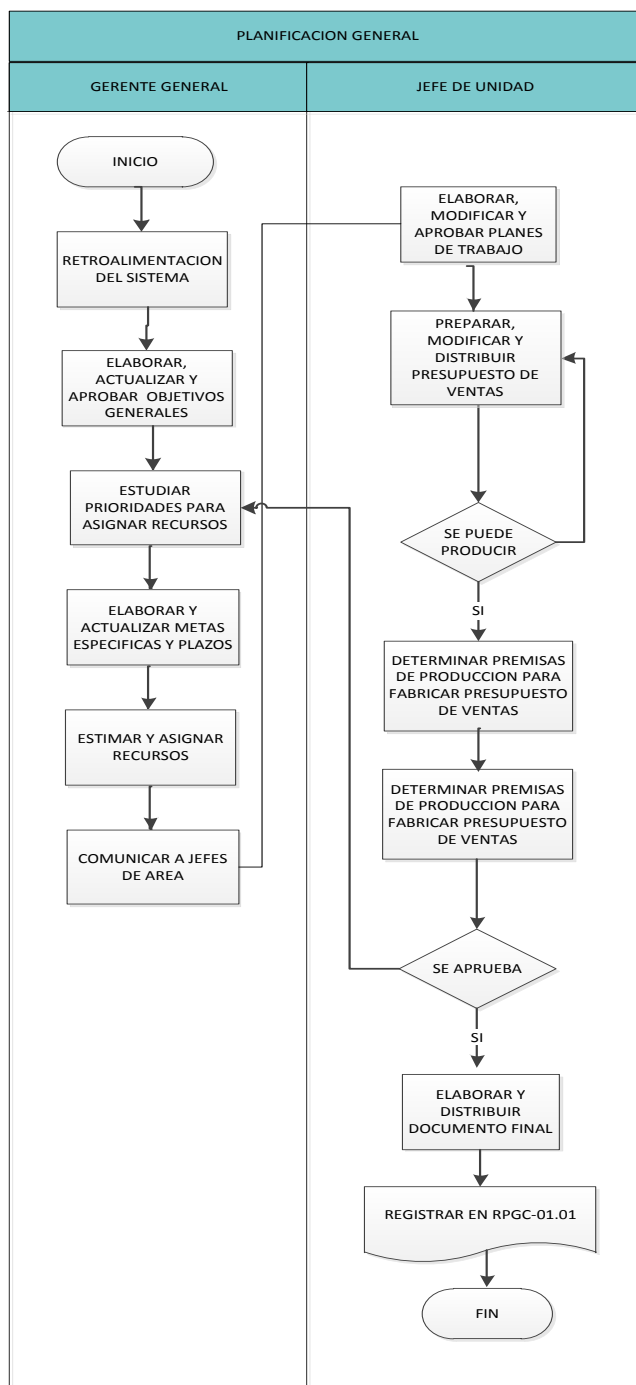 PLANIFICACION GENERAL
GERENTE GENERAL
JEFE DE UNIDAD
INICIO
RETROALIMENTACION
DEL SISTEMA
ELABORAR,
ACTUALIZAR Y
APROBAR OBJETIVOS
GENERALES
ESTUDIAR
PRIORIDADES PARA
ASIGNAR RECURSOS
ELABORAR Y
ACTUALIZAR METAS
ESPECIFICAS Y PLAZOS
ESTIMAR Y ASIGNAR
RECURSOS
COMUNICAR A JEFES
DE AREA
ELABORAR,
MODIFICAR Y
APROBAR PLANES
DE TRABAJO
PREPARAR,
MODIFICAR Y
DISTRIBUIR
PRESUPUESTO DE
VENTAS
SE PUEDE
PRODUCIR
SI
DETERMINAR PREMISAS
DE PRODUCCION PARA
FABRICAR PRESUPUESTO
DE VENTAS
DETERMINAR PREMISAS
DE PRODUCCION PARA
FABRICAR PRESUPUESTO
DE VENTAS
SE APRUEBA
SI
ELABORAR Y
DISTRIBUIR
DOCUMENTO FINAL
REGISTRAR EN RPGC-01.01
FIN